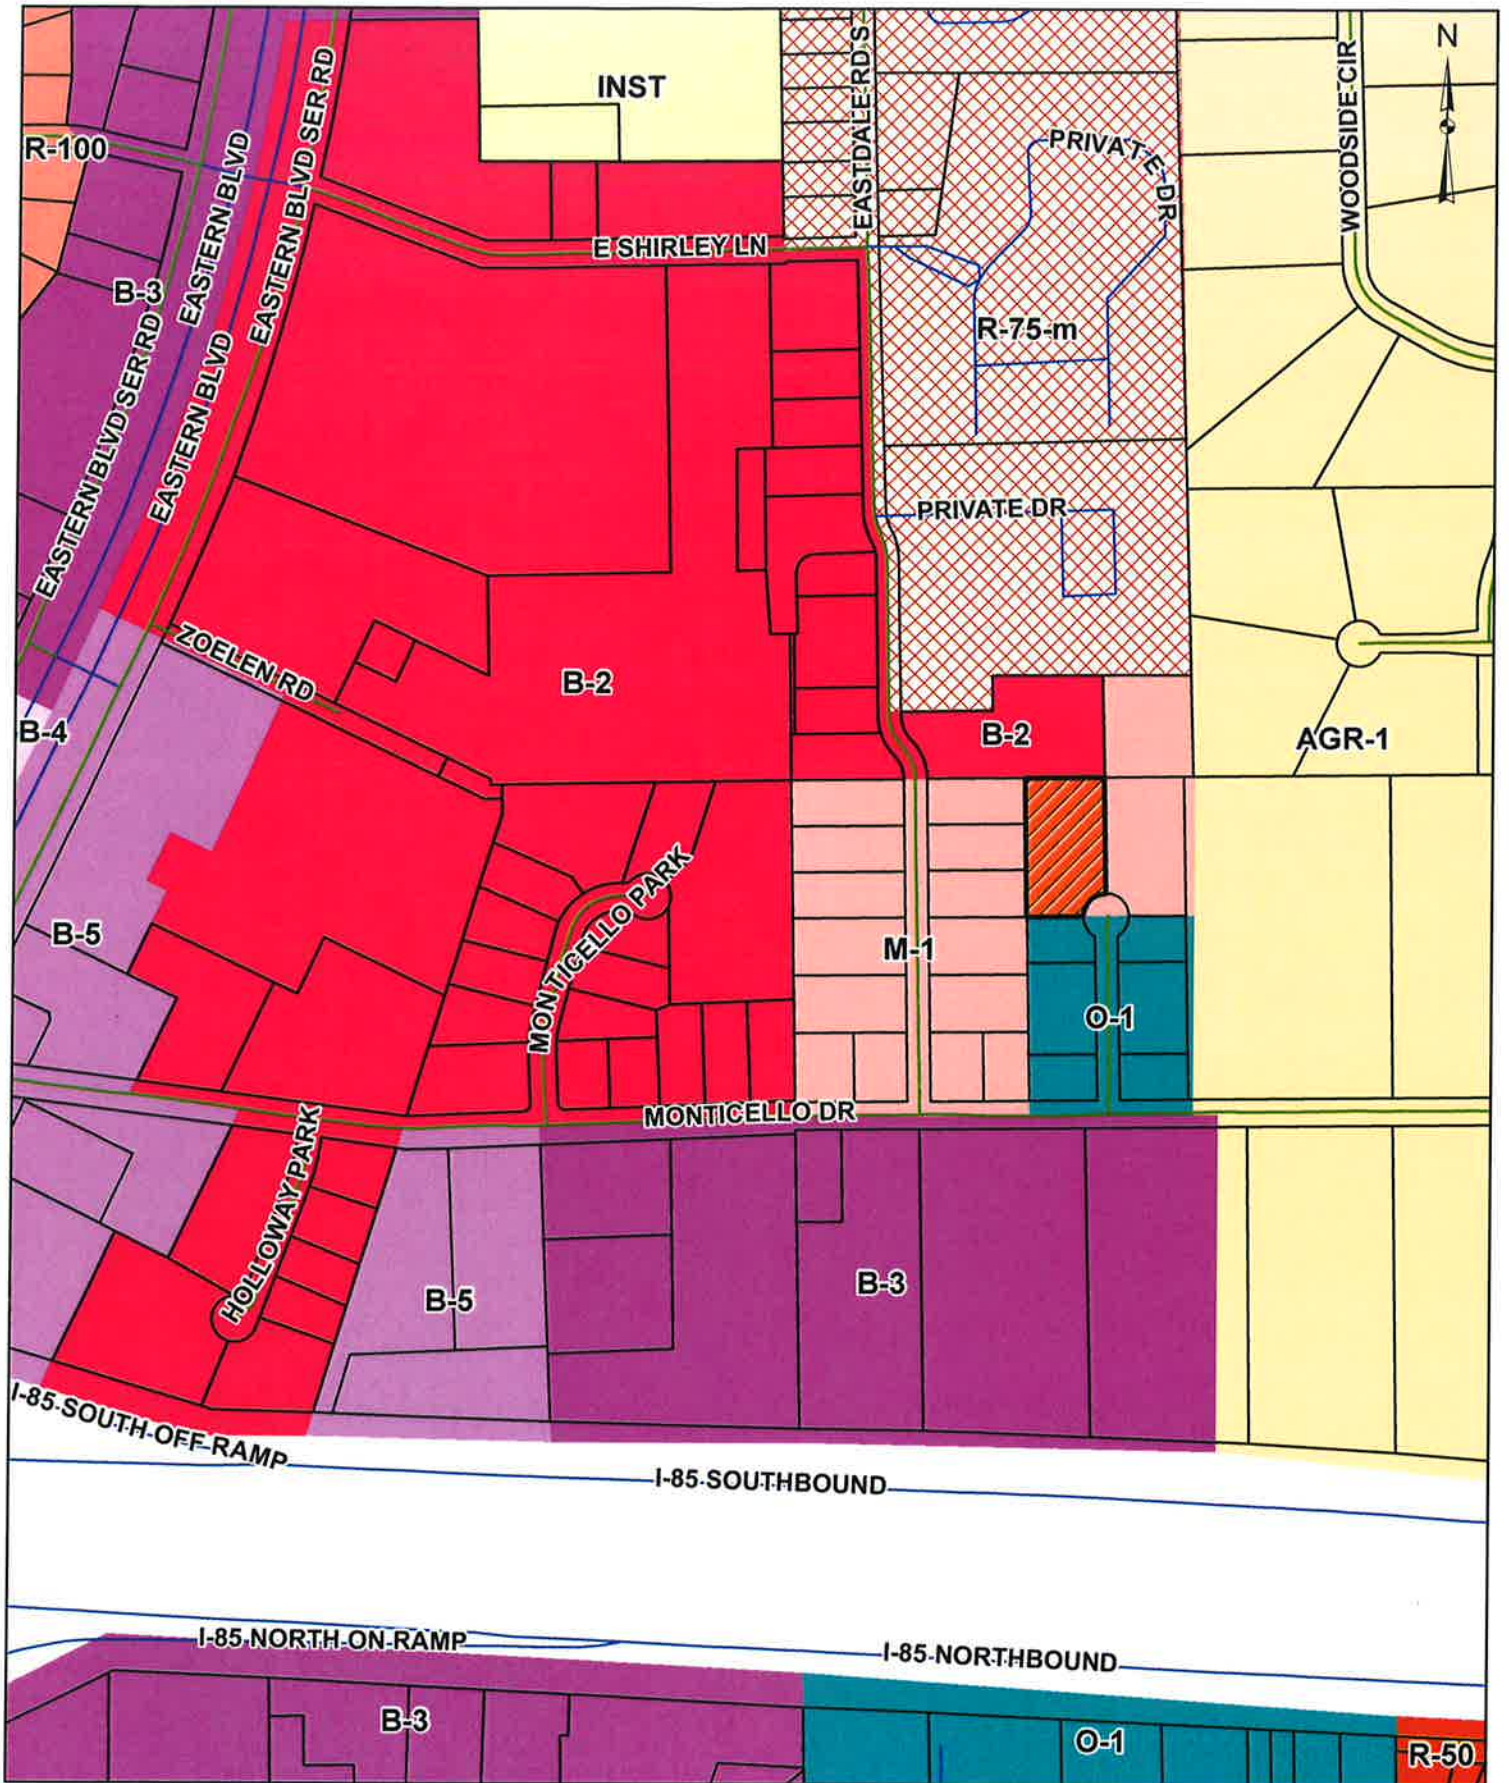 N
INST
EASTDALE RD S
WOODSIDE CIR
EASTERN BLVD SER RD
PRIVATE DR
R-100
EASTERN BLVD
E SHIRLEY LN
B-3
R-75-m
EASTERN BLVD
EASTERN BLVD SER RD
PRIVATE DR
ZOELEN RD
B-2
B-4
B-2
AGR-1
B-5
MONTICELLO PARK
M-1
O-1
MONTICELLO DR
HOLLOWAY PARK
B-5
B-3
I-85 SOUTH OFF RAMP
I-85 SOUTHBOUND
I-85 NORTH ON RAMP
I-85 NORTHBOUND
B-3
O-1
R-50